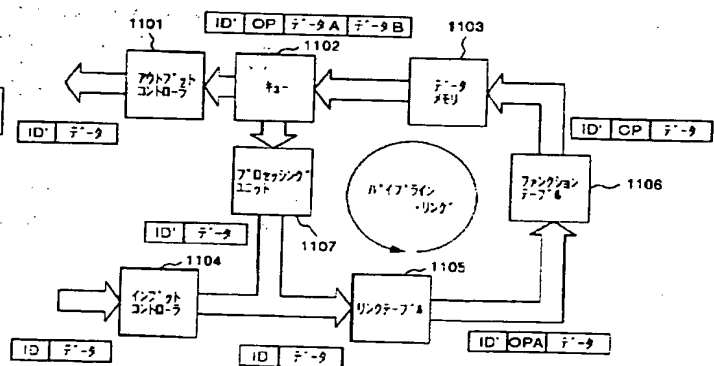 1101
ID' OP データA データB
1102
1103
アウトプット
コントローラ
キュー
データ
メモリ
ID' データ
ID' OP データ
プロセッシング
ユニット
パイプライン
・リング
ファンクション
テーブル
1106
1107
ID' データ
1104
1105
インプット
コントローラ
リンクテーブル
ID データ
ID データ
ID' OPA データ